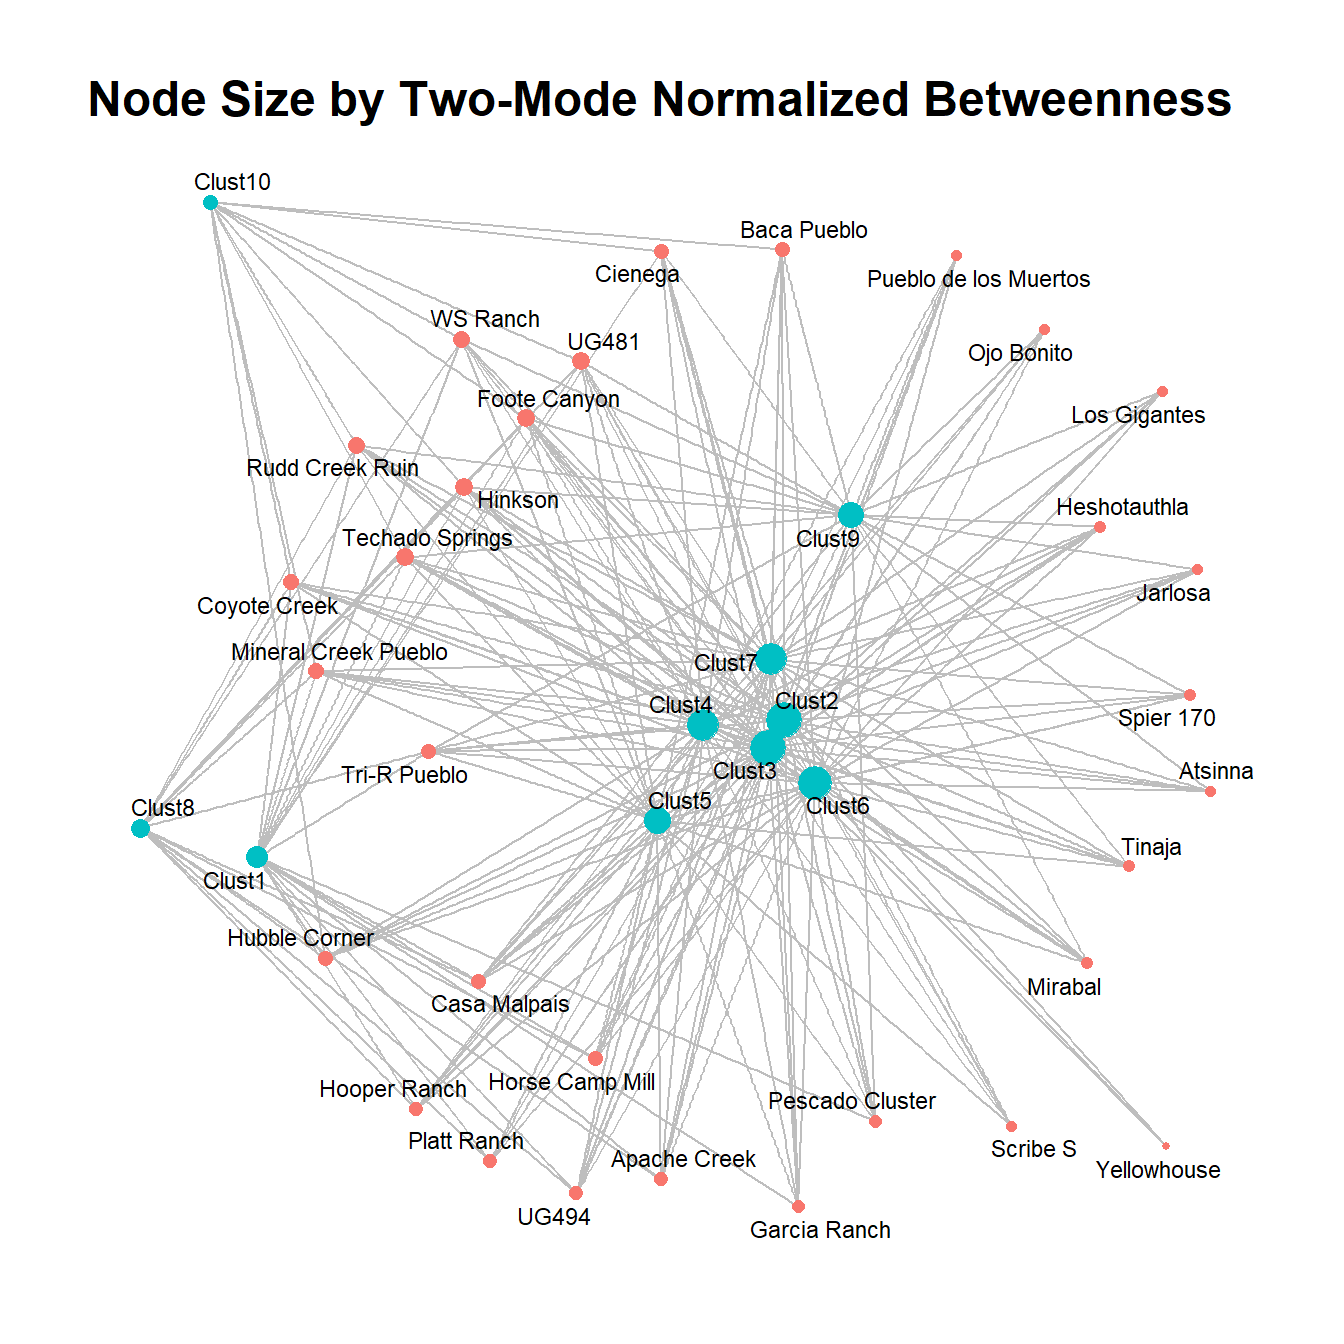 Node Size by Two-Mode Normalized Betweenness
Clust10
Baca Pueblo
Cienega
Pueblo de los Muertos
WS Ranch
UG481
Ojo Bonito
Foote Canyon
Los Gigantes
Rudd Creek Ruin
Hinkson
Heshotauthla
Techado Springs
Clust9
Jarlosa
Coyote Creek
Mineral Creek Pueblo
Clust7
Clust4
Clust2
Spier 170
Tri-R Pueblo
Clust3
Atsinna
Clust8
Clust5
Clust6
Tinaja
Clust1
Hubble Corner
Mirabal
Casa Malpais
Horse Camp Mill
Hooper Ranch
Pescado Cluster
Platt Ranch
Scribe S
Apache Creek
Yellowhouse
UG494
Garcia Ranch